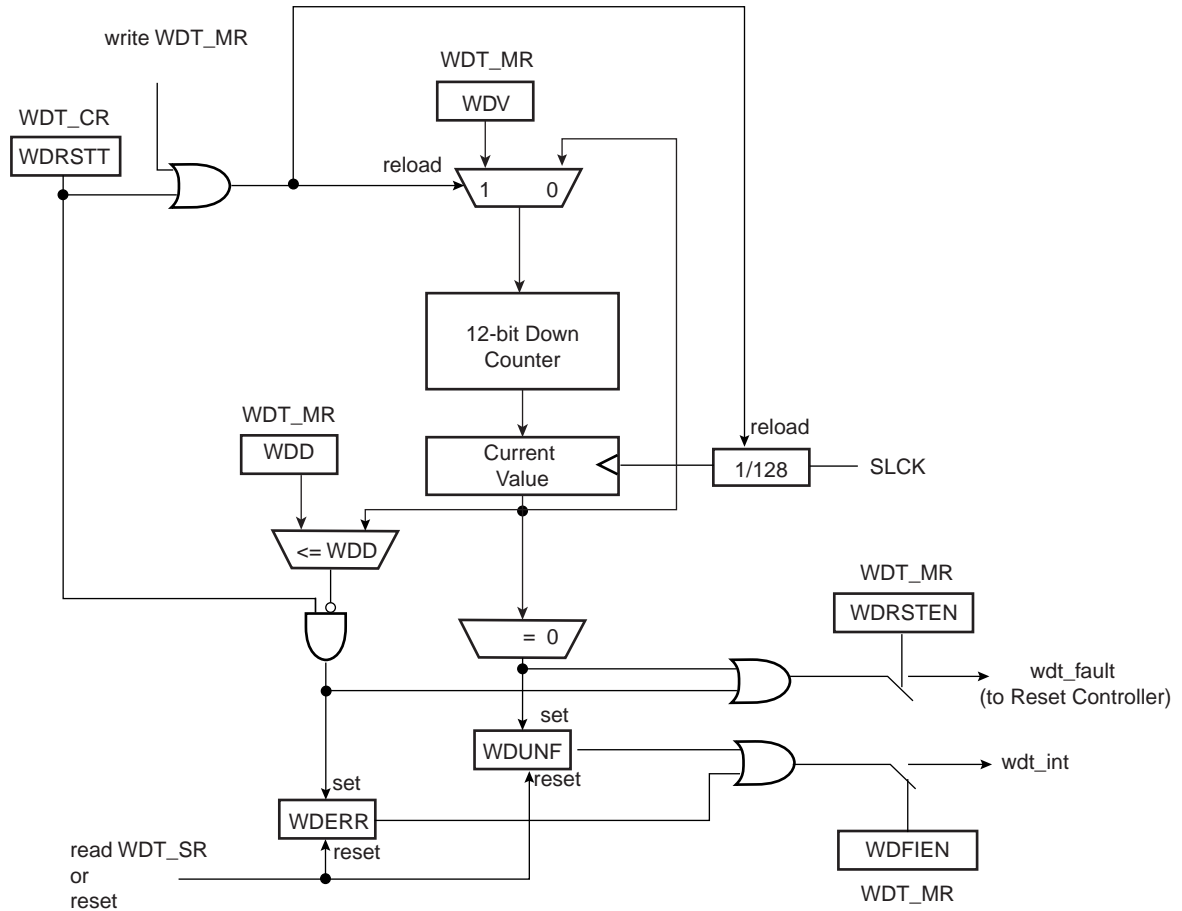 write WDT_MR
WDT_MR
WDV
WDT_CR
WDRSTT
reload
1 0
12-bit Down
Counter
WDT_MR
WDD
Current
Value
reload
1/128
SLCK
<= WDD
WDT_MR
WDRSTEN
= 0
wdt_fault
(to Reset Controller)
set
WDUNF
reset
wdt_int
set
WDERR
reset
WDFIEN
WDT_MR
read WDT_SR
or
reset